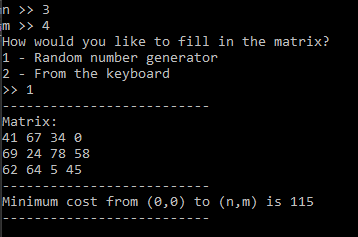 n >> 3
m >> 4
How would you like to fill in the matrix?
1 - Random number generator
2 - From the keyboard
>> 1
--------------------------
Matrix:
41 67 34 0
69 24 78 58
62 64 5 45
--------------------------
Minimum cost from (0,0) to (n,m) is 115
--------------------------